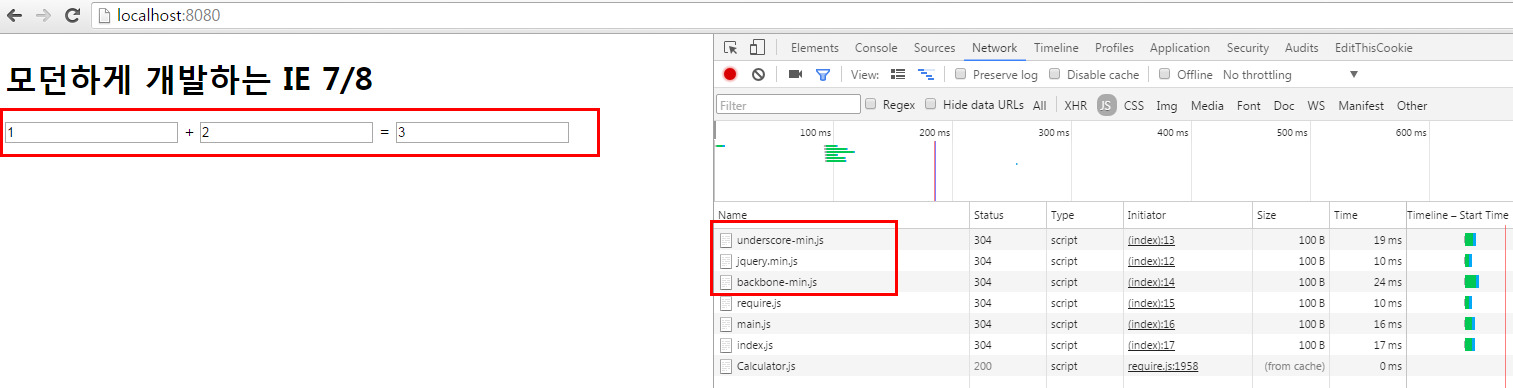 localhost:8080
모던하게 개발하는 IE 7/8
1 + 2 = 3
Elements Console Sources Network Timeline Profiles Application Security Audits EditThisCookie
View: Preserve log Disable cache Offline No throttling
Filter Regex Hide data URLs All XHR JS CSS Img Media Font Doc WS Manifest Other
100 ms 200 ms 300 ms 400 ms 500 ms 600 ms
Name Status Type Initiator Size Time Timeline – Start Time
underscore-min.js 304 script (index):13 100 B 19 ms
jquery.min.js 304 script (index):12 100 B 10 ms
backbone-min.js 304 script (index):14 100 B 24 ms
require.js 304 script (index):15 100 B 10 ms
main.js 304 script (index):16 100 B 16 ms
index.js 304 script (index):17 100 B 17 ms
Calculator.js 200 script require.js:1958 (from cache) 0 ms